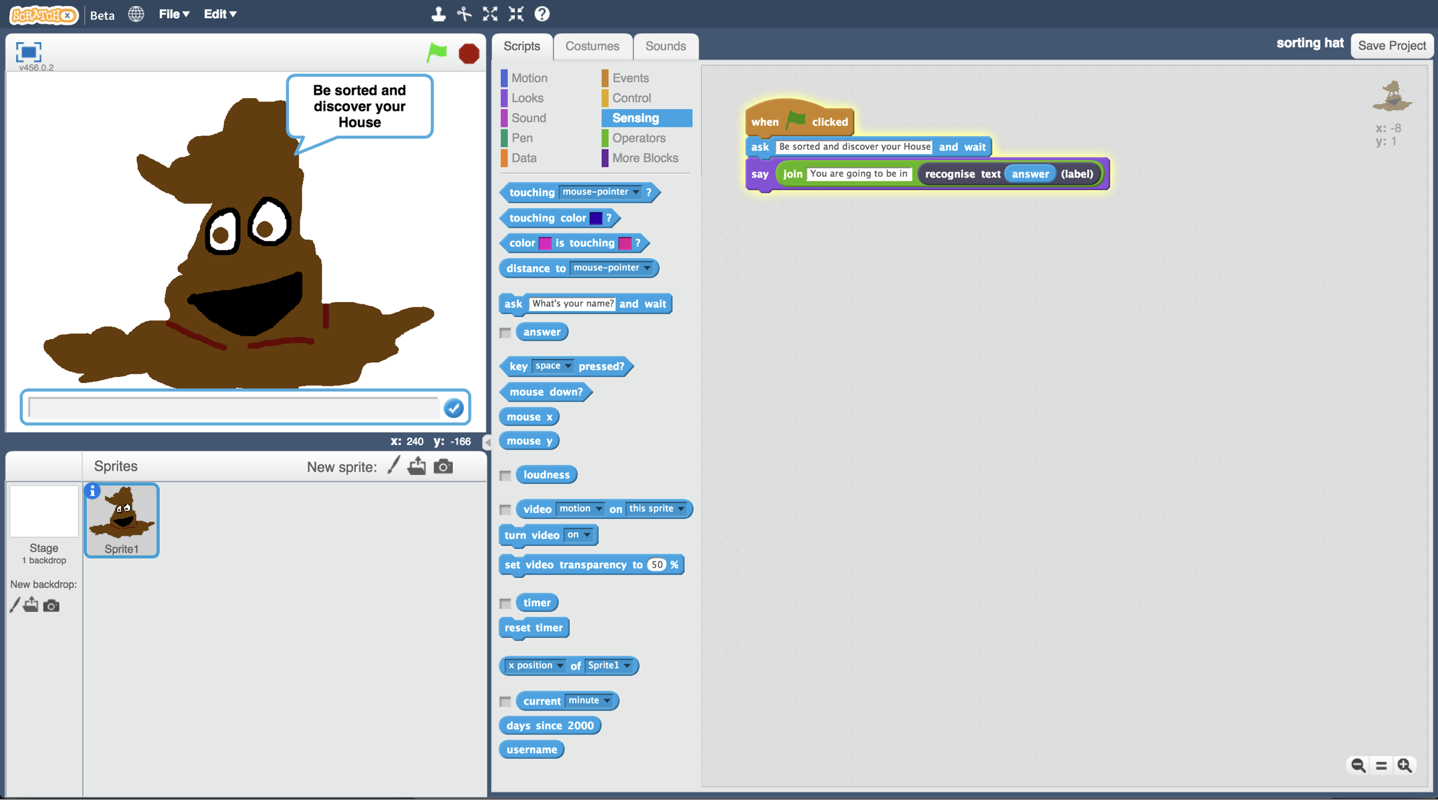 SCRATCHX Beta File▾ Edit▾
v456.0.2
Be sorted and
discover your
House
x: 240 y: -166
Sprites New sprite:
Stage
1 backdrop
New backdrop:
Sprite1
Scripts Costumes Sounds
Motion Events
Looks Control
Sound Sensing
Pen Operators
Data More Blocks
touching mouse-pointer ?
touching color ?
color is touching ?
distance to mouse-pointer
ask What's your name? and wait
answer
key space pressed?
mouse down?
mouse x
mouse y
loudness
video motion on this sprite
turn video on
set video transparency to 50 %
timer
reset timer
x position of Sprite1
current minute
days since 2000
username
sorting hat Save Project
when clicked
ask Be sorted and discover your House and wait
say join You are going to be in recognise text answer (label)
x: -8
y: 1